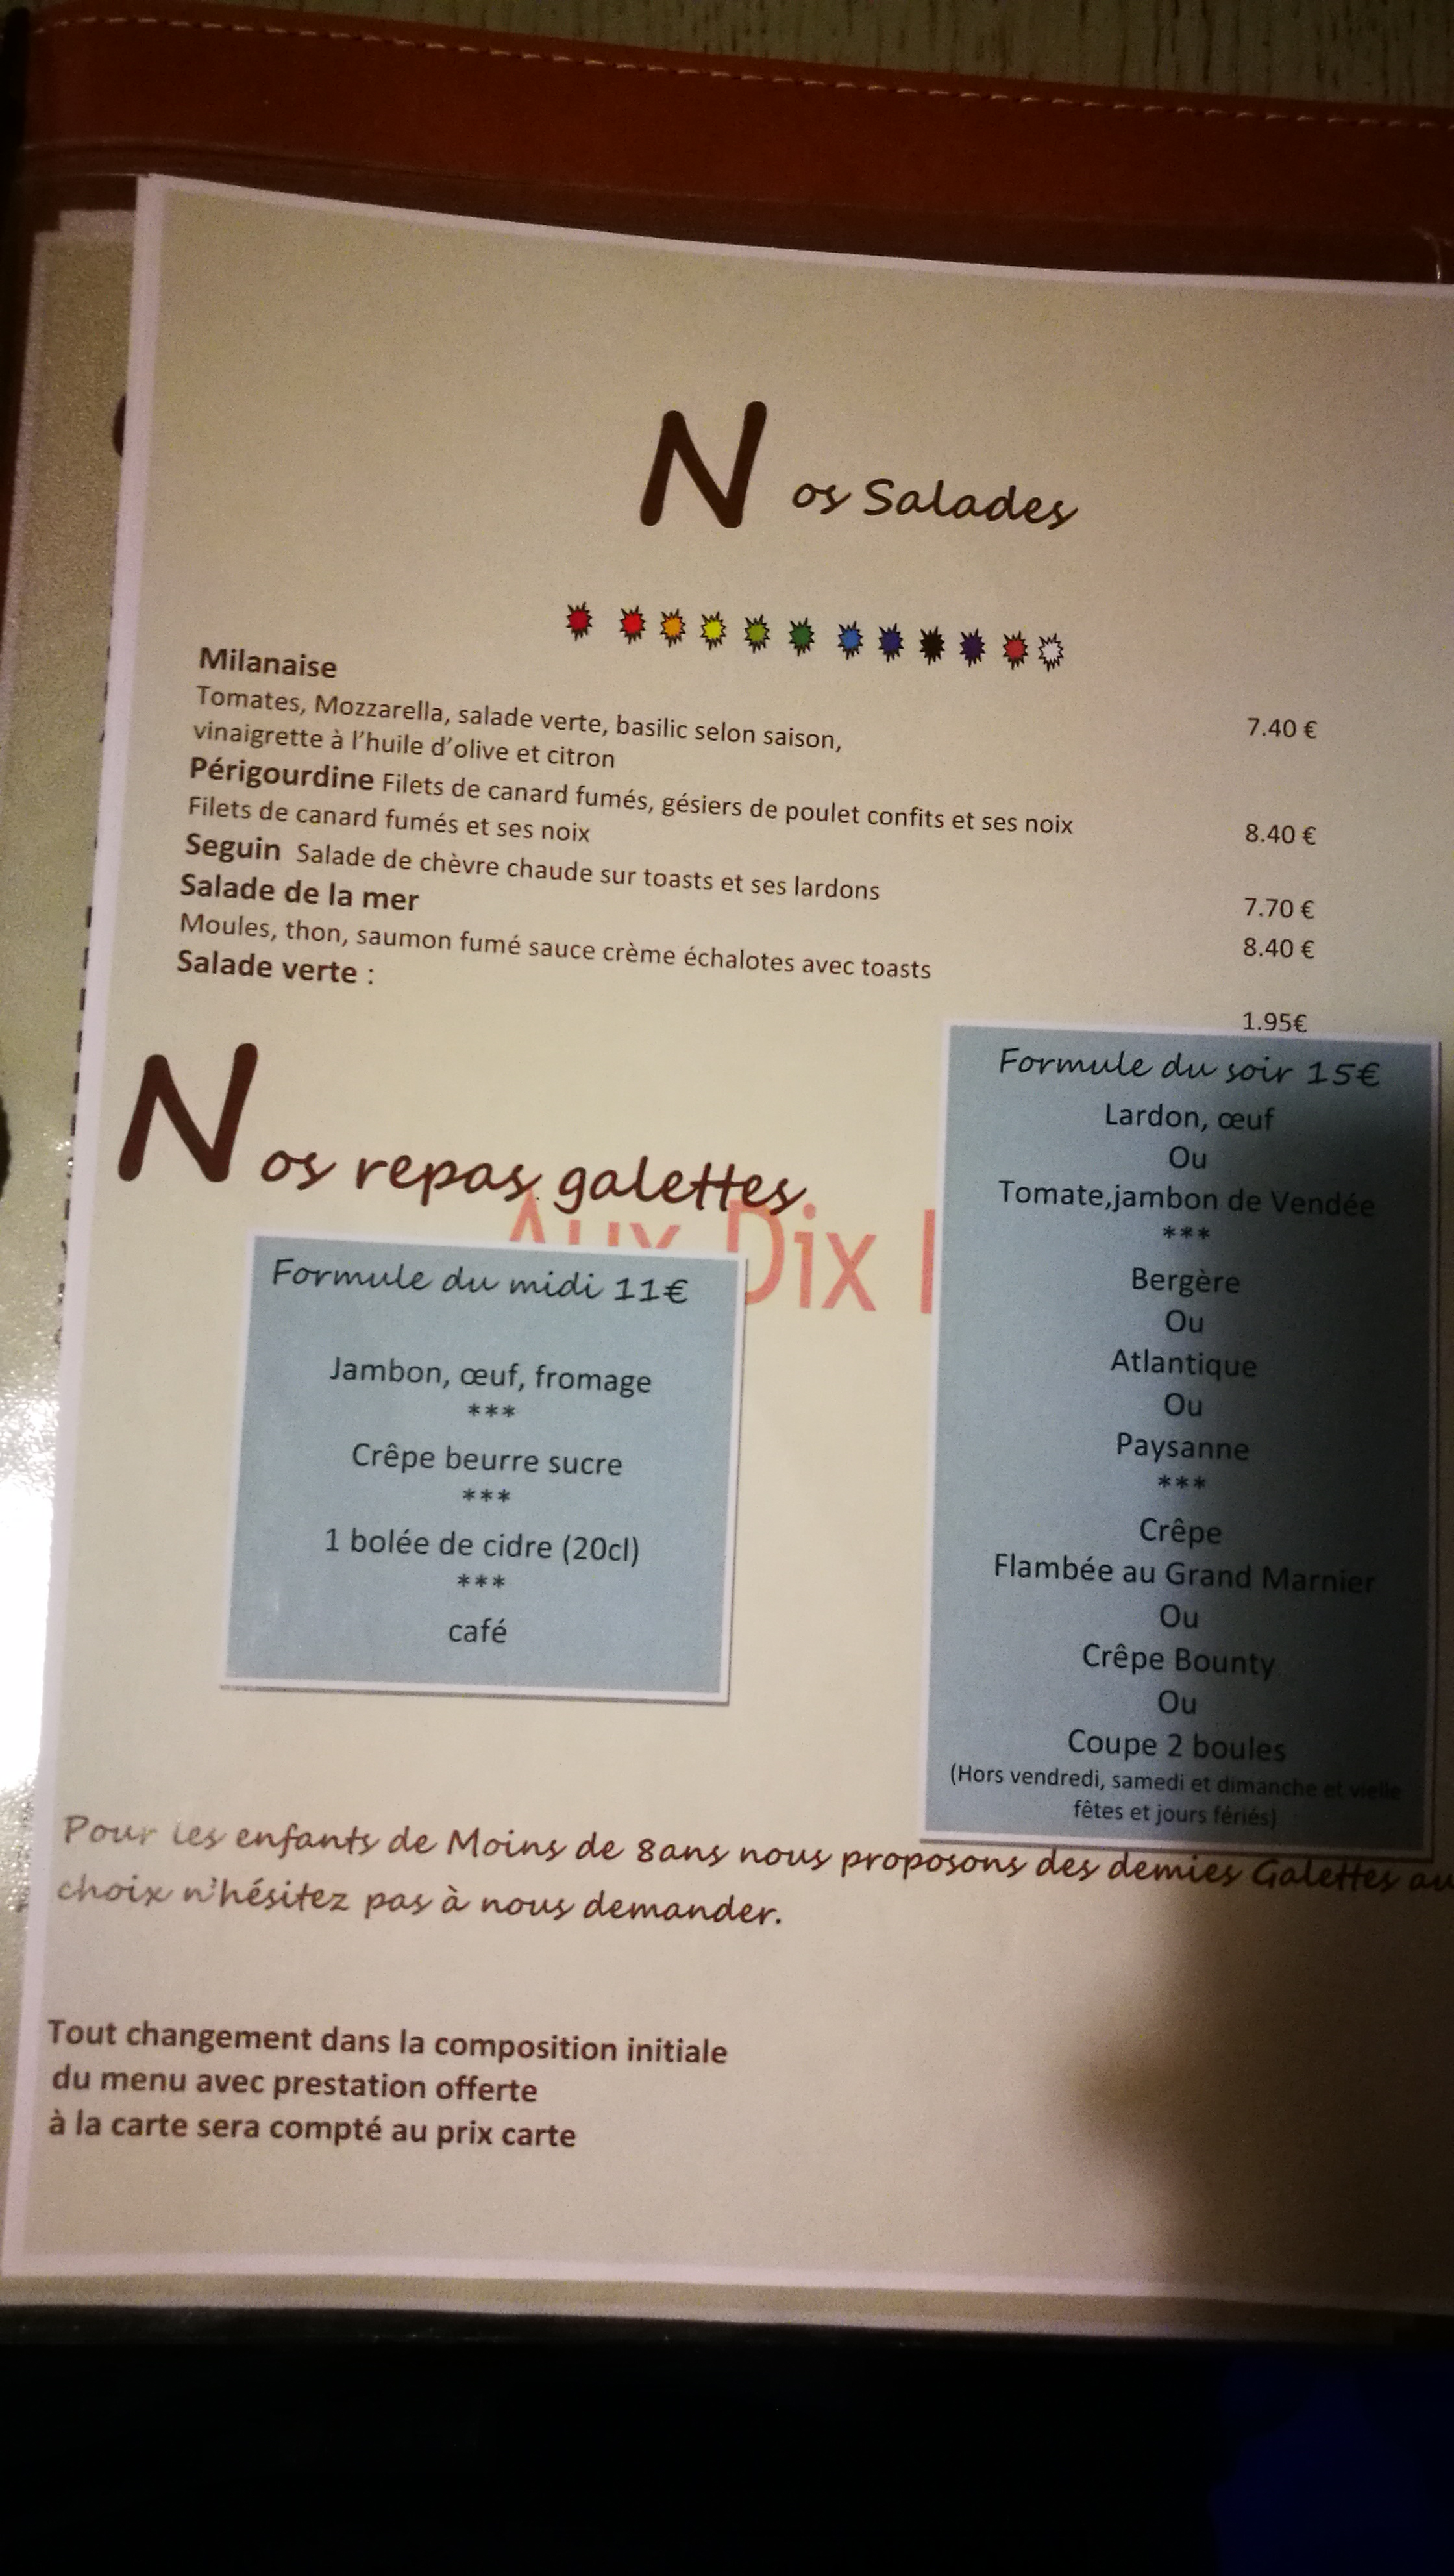 Nos Salades
Milanaise
Tomates, Mozzarella, salade verte, basilic selon saison,
vinaigrette à l'huile d'olive et citron
7.40 €
Périgourdine Filets de canard fumés, gésiers de poulet confits et ses noix
8.40 €
Filets de canard fumés et ses noix
Seguin Salade de chèvre chaude sur toasts et ses lardons
7.70 €
Salade de la mer
8.40 €
Moules, thon, saumon fumé sauce crème échalotes avec toasts
Salade verte :
1.95€
Nos repas galettes
Aux Dix
Formule du midi 11€
Jambon, œuf, fromage
***
Crêpe beurre sucre
***
1 bolée de cidre (20cl)
***
café
Formule du soir 15€
Lardon, œuf
Ou
Tomate,jambon de Vendée
***
Bergère
Ou
Atlantique
Ou
Paysanne
***
Crêpe
Flambée au Grand Marnier
Ou
Crêpe Bounty
Ou
Coupe 2 boules
(Hors vendredi, samedi et dimanche et vielle
fêtes et jours fériés)
Pour les enfants de Moins de 8ans nous proposons des demies Galettes au
choix n'hésitez pas à nous demander.
Tout changement dans la composition initiale
du menu avec prestation offerte
à la carte sera compté au prix carte